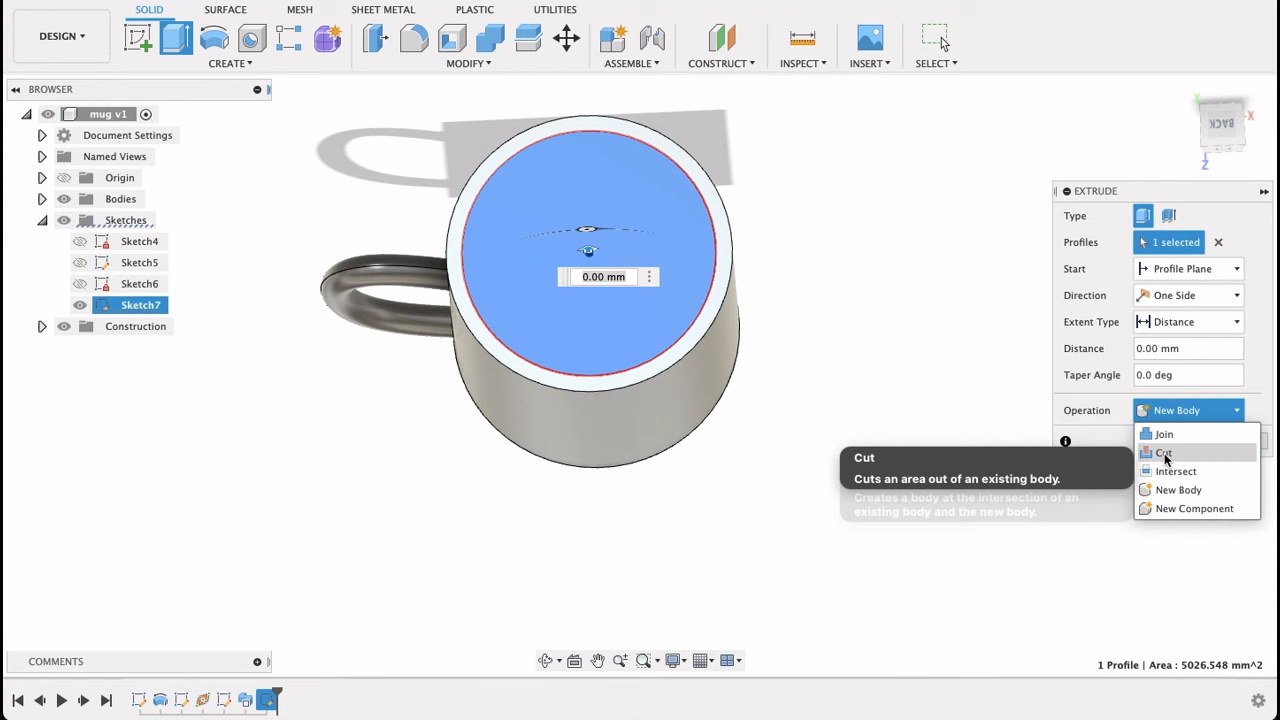 SOLID SURFACE MESH SHEET METAL PLASTIC UTILITIES
DESIGN
CREATE MODIFY ASSEMBLE CONSTRUCT INSPECT INSERT SELECT
BROWSER
mug v1
Document Settings
Named Views
Origin
Bodies
Sketches
Sketch4
Sketch5
Sketch6
Sketch7
Construction
0.00 mm
Y
BACK
X
Z
EXTRUDE
Type
Profiles 1 selected
Start Profile Plane
Direction One Side
Extent Type Distance
Distance 0.00 mm
Taper Angle 0.0 deg
Operation New Body
Join
Cut
Intersect
New Body
New Component
Cut
Cuts an area out of an existing body.
Creates a body at the intersection of an
existing body and the new body.
COMMENTS
1 Profile | Area : 5026.548 mm^2